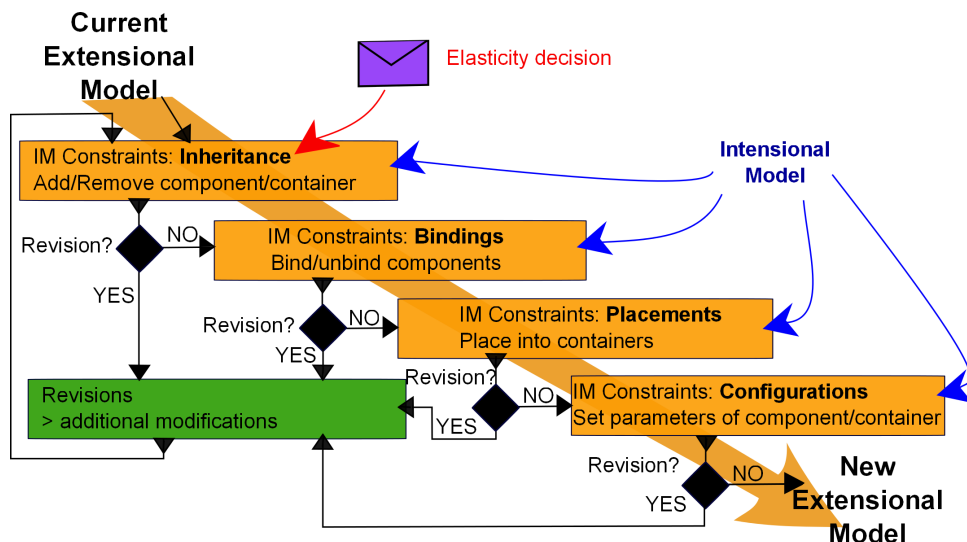 Current
Extensional
Model
Elasticity decision
IM Constraints: Inheritance
Add/Remove component/container
Intensional
Model
Revision?
NO
YES
IM Constraints: Bindings
Bind/unbind components
Revision?
NO
YES
IM Constraints: Placements
Place into containers
Revision?
NO
YES
IM Constraints: Configurations
Set parameters of component/container
Revisions
> additional modifications
Revision?
NO
YES
New
Extensional
Model